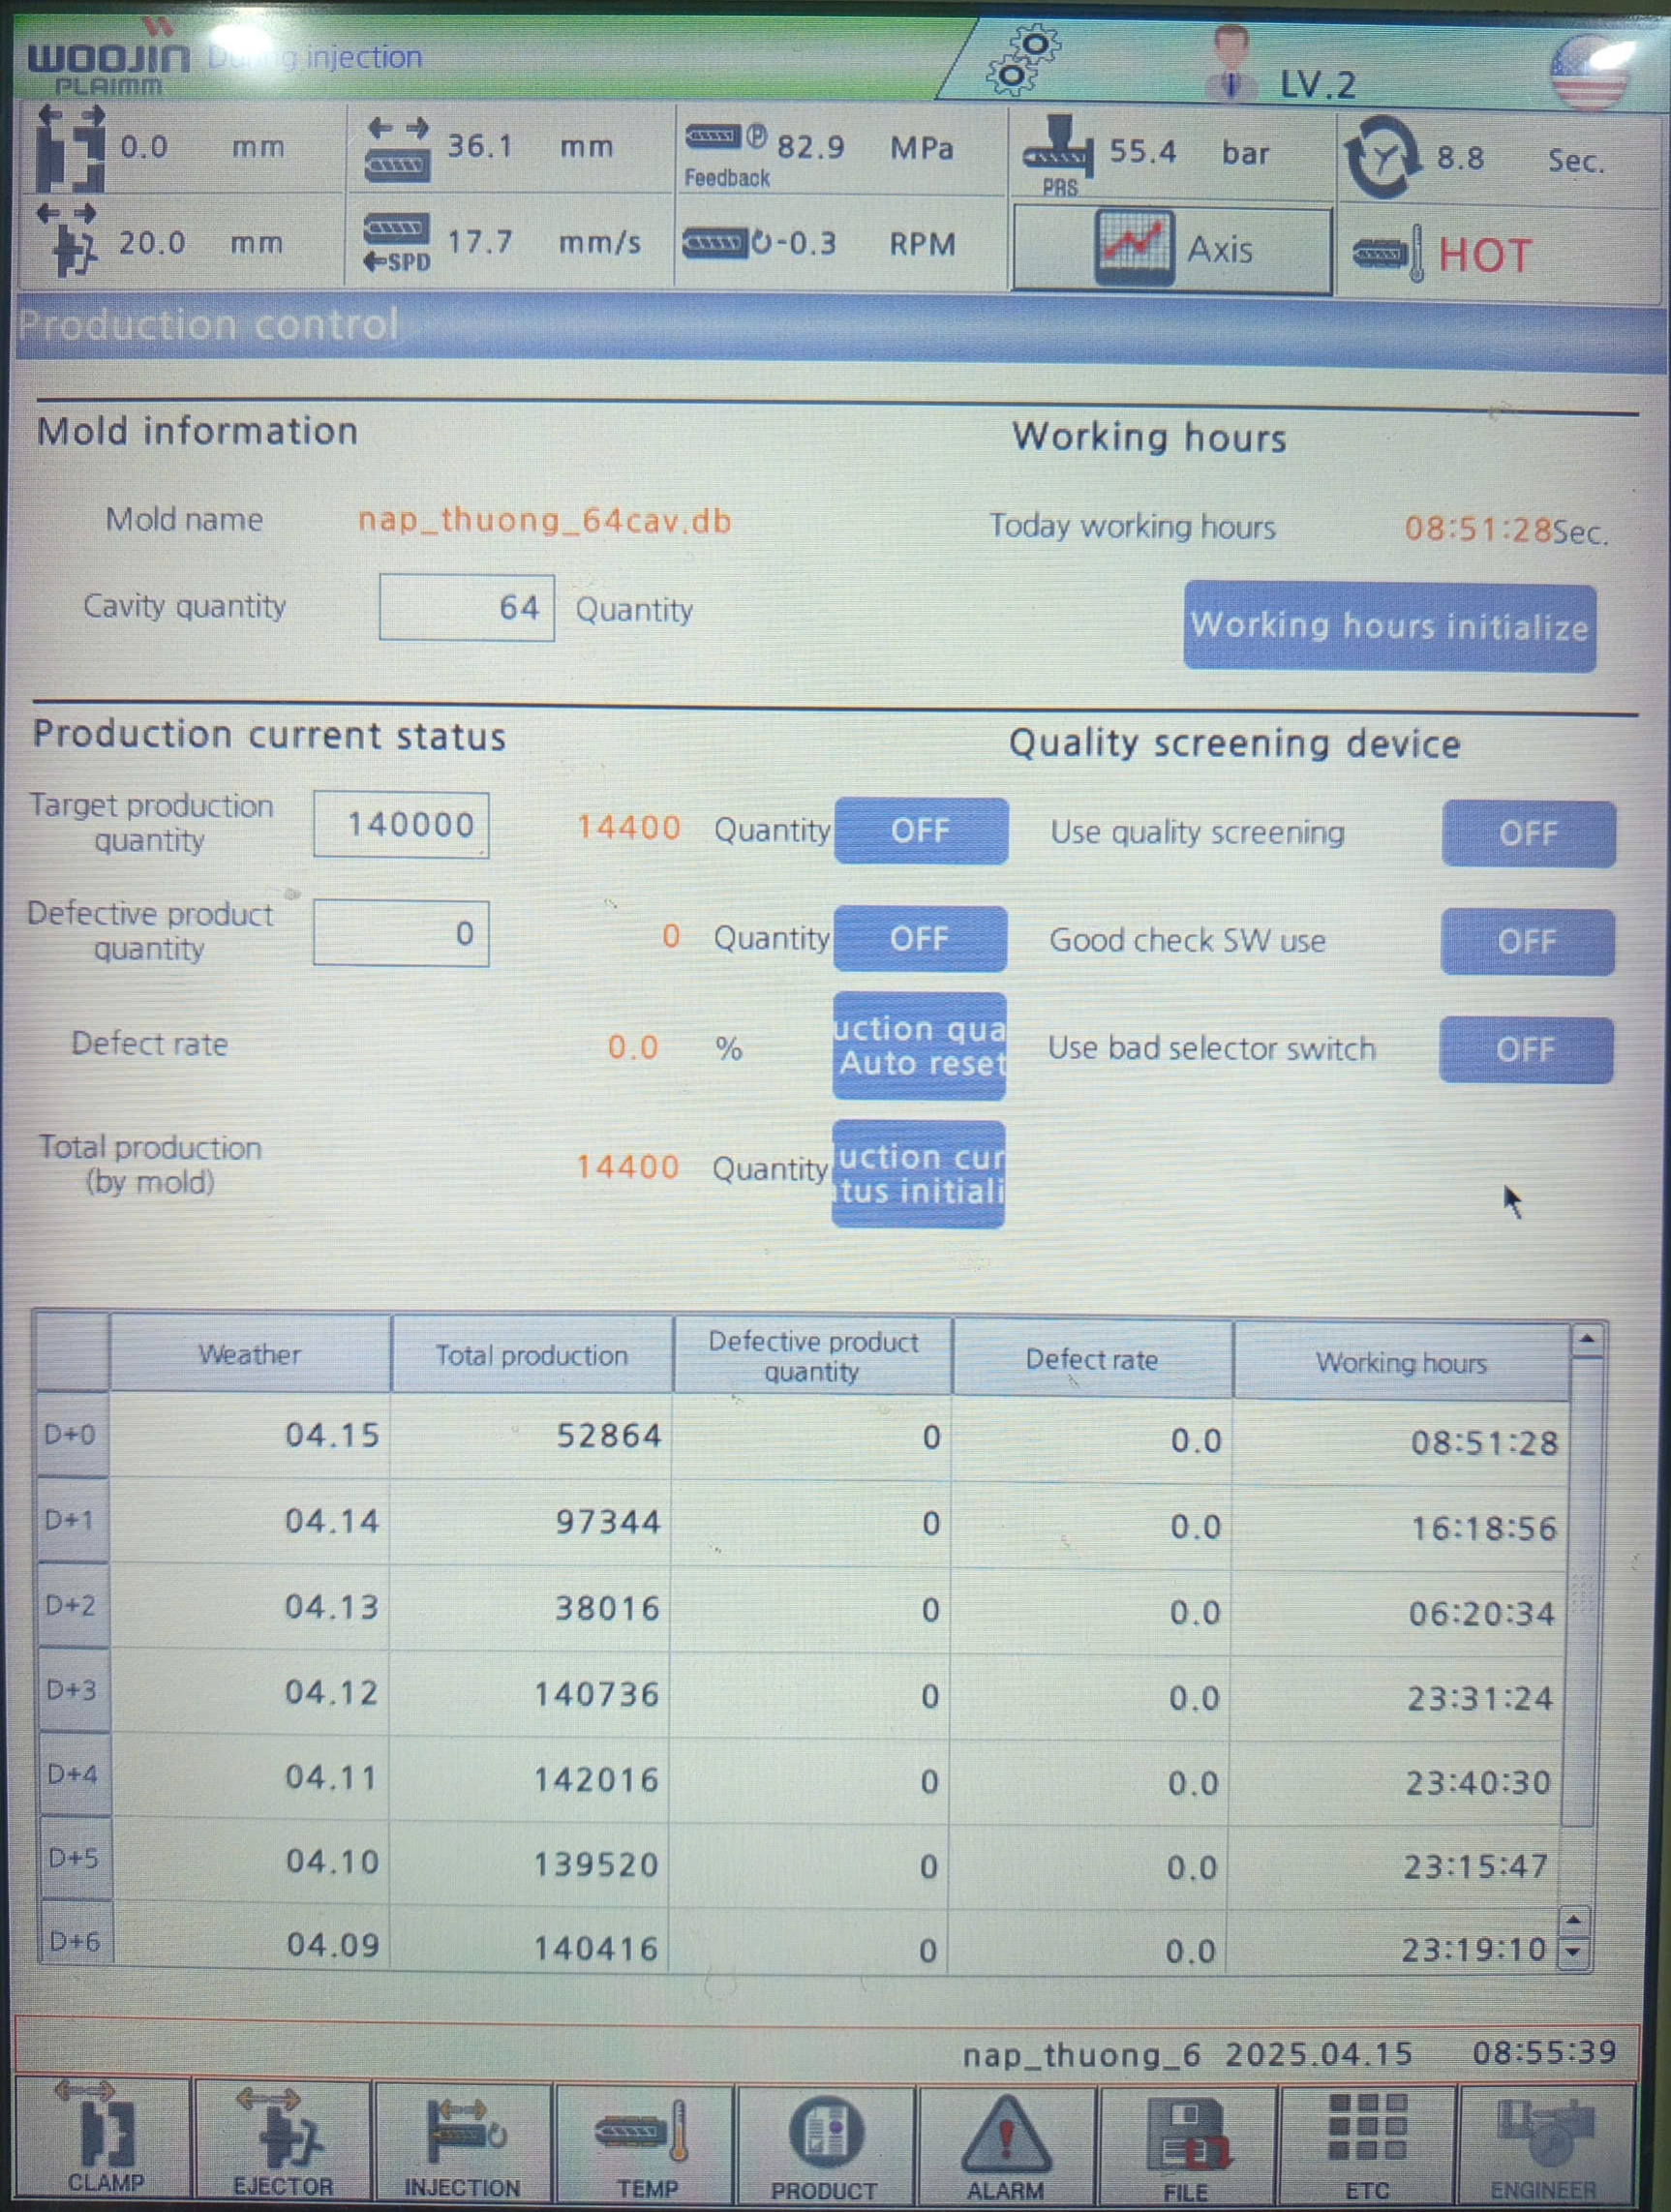 WOOJIN
PLAIMM
During injection
LV.2
0.0 mm
36.1 mm
82.9 MPa
Feedback
55.4 bar
PRS
8.8 Sec.
20.0 mm
SPD
17.7 mm/s
-0.3 RPM
Axis
HOT
Production control
Mold information
Working hours
Mold name nap_thuong_64cav.db
Today working hours 08:51:28Sec.
Cavity quantity 64 Quantity
Working hours initialize
Production current status
Quality screening device
Target production
quantity
140000 14400 Quantity OFF
Use quality screening OFF
Defective product
quantity
0 0 Quantity OFF
Good check SW use OFF
Defect rate 0.0 %
uction qua
Auto reset
Use bad selector switch OFF
Total production
(by mold)
14400 Quantity
uction cur
tus initiali
Weather Total production Defective product quantity Defect rate Working hours
D+0 04.15 52864 0 0.0 08:51:28
D+1 04.14 97344 0 0.0 16:18:56
D+2 04.13 38016 0 0.0 06:20:34
D+3 04.12 140736 0 0.0 23:31:24
D+4 04.11 142016 0 0.0 23:40:30
D+5 04.10 139520 0 0.0 23:15:47
D+6 04.09 140416 0 0.0 23:19:10
nap_thuong_6 2025.04.15 08:55:39
CLAMP EJECTOR INJECTION TEMP PRODUCT ALARM FILE ETC ENGINEER